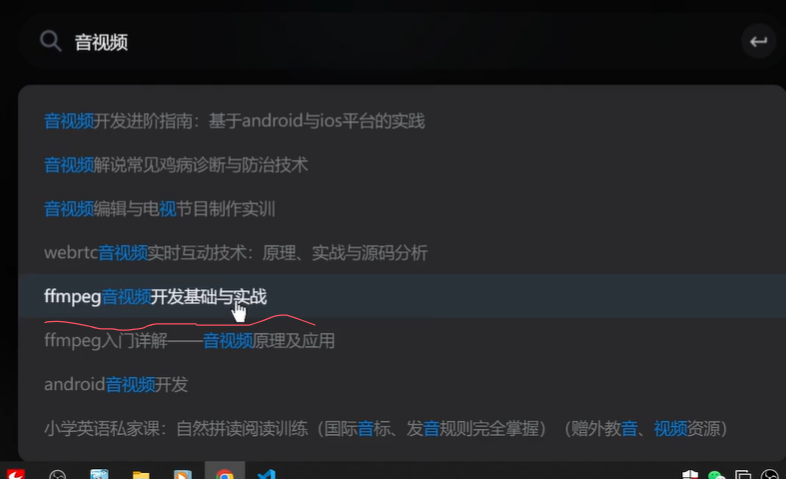 音视频
音视频开发进阶指南：基于android与ios平台的实践
音视频解说常见鸡病诊断与防治技术
音视频编辑与电视节目制作实训
webrtc音视频实时互动技术：原理、实战与源码分析
ffmpeg音视频开发基础与实战
ffmpeg入门详解——音视频原理及应用
android音视频开发
小学英语私家课：自然拼读阅读训练（国际音标、发音规则完全掌握）（赠外教音、视频资源）